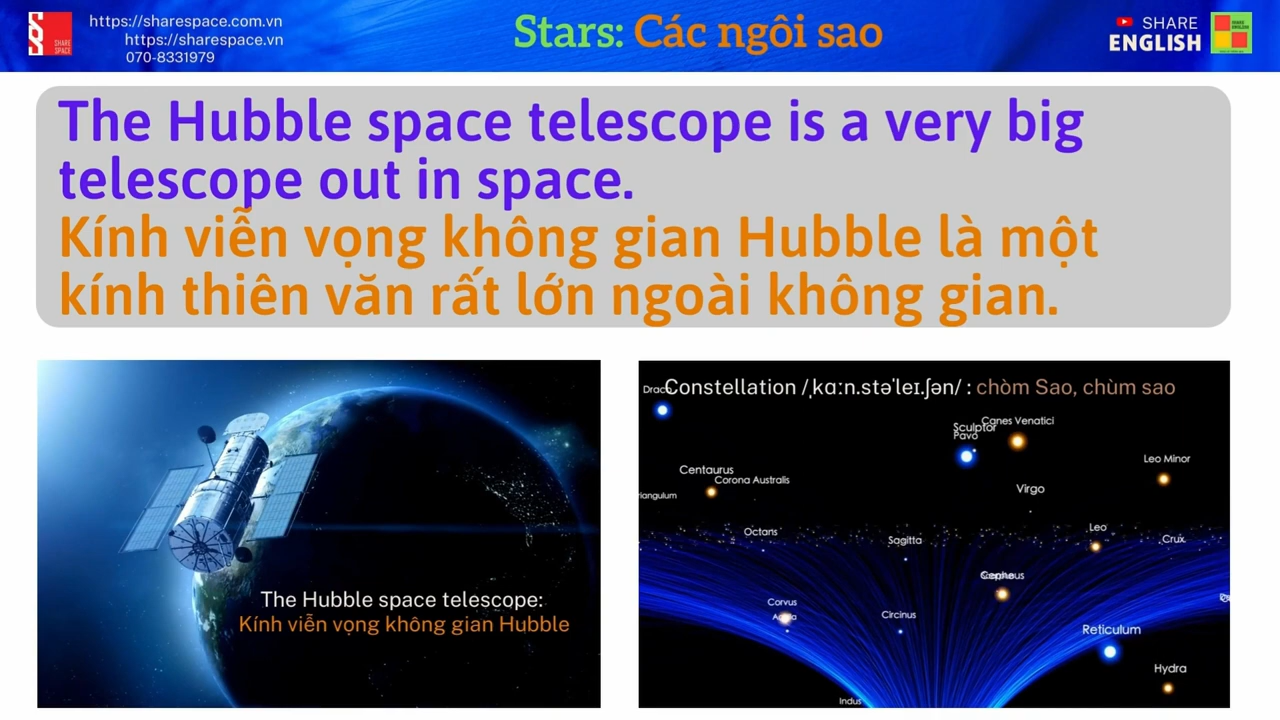 https://sharespace.com.vn
https://sharespace.vn
070-8331979
SHARE
SPACE
Stars: Các ngôi sao
SHARE
ENGLISH
The Hubble space telescope is a very big
telescope out in space.
Kính viễn vọng không gian Hubble là một
kính thiên văn rất lớn ngoài không gian.
The Hubble space telescope:
Kính viễn vọng không gian Hubble
Constellation /ˌkɑːn.stəˈleɪ.ʃən/ : chòm Sao, chùm sao
Canes Venatici
Sculptor
Pavo
Leo Minor
Centaurus
Corona Australis
Virgo
iangulum
Octans
Leo
Sagitta
Crux
Corvus
Circinus
Reticulum
Hydra
Indus